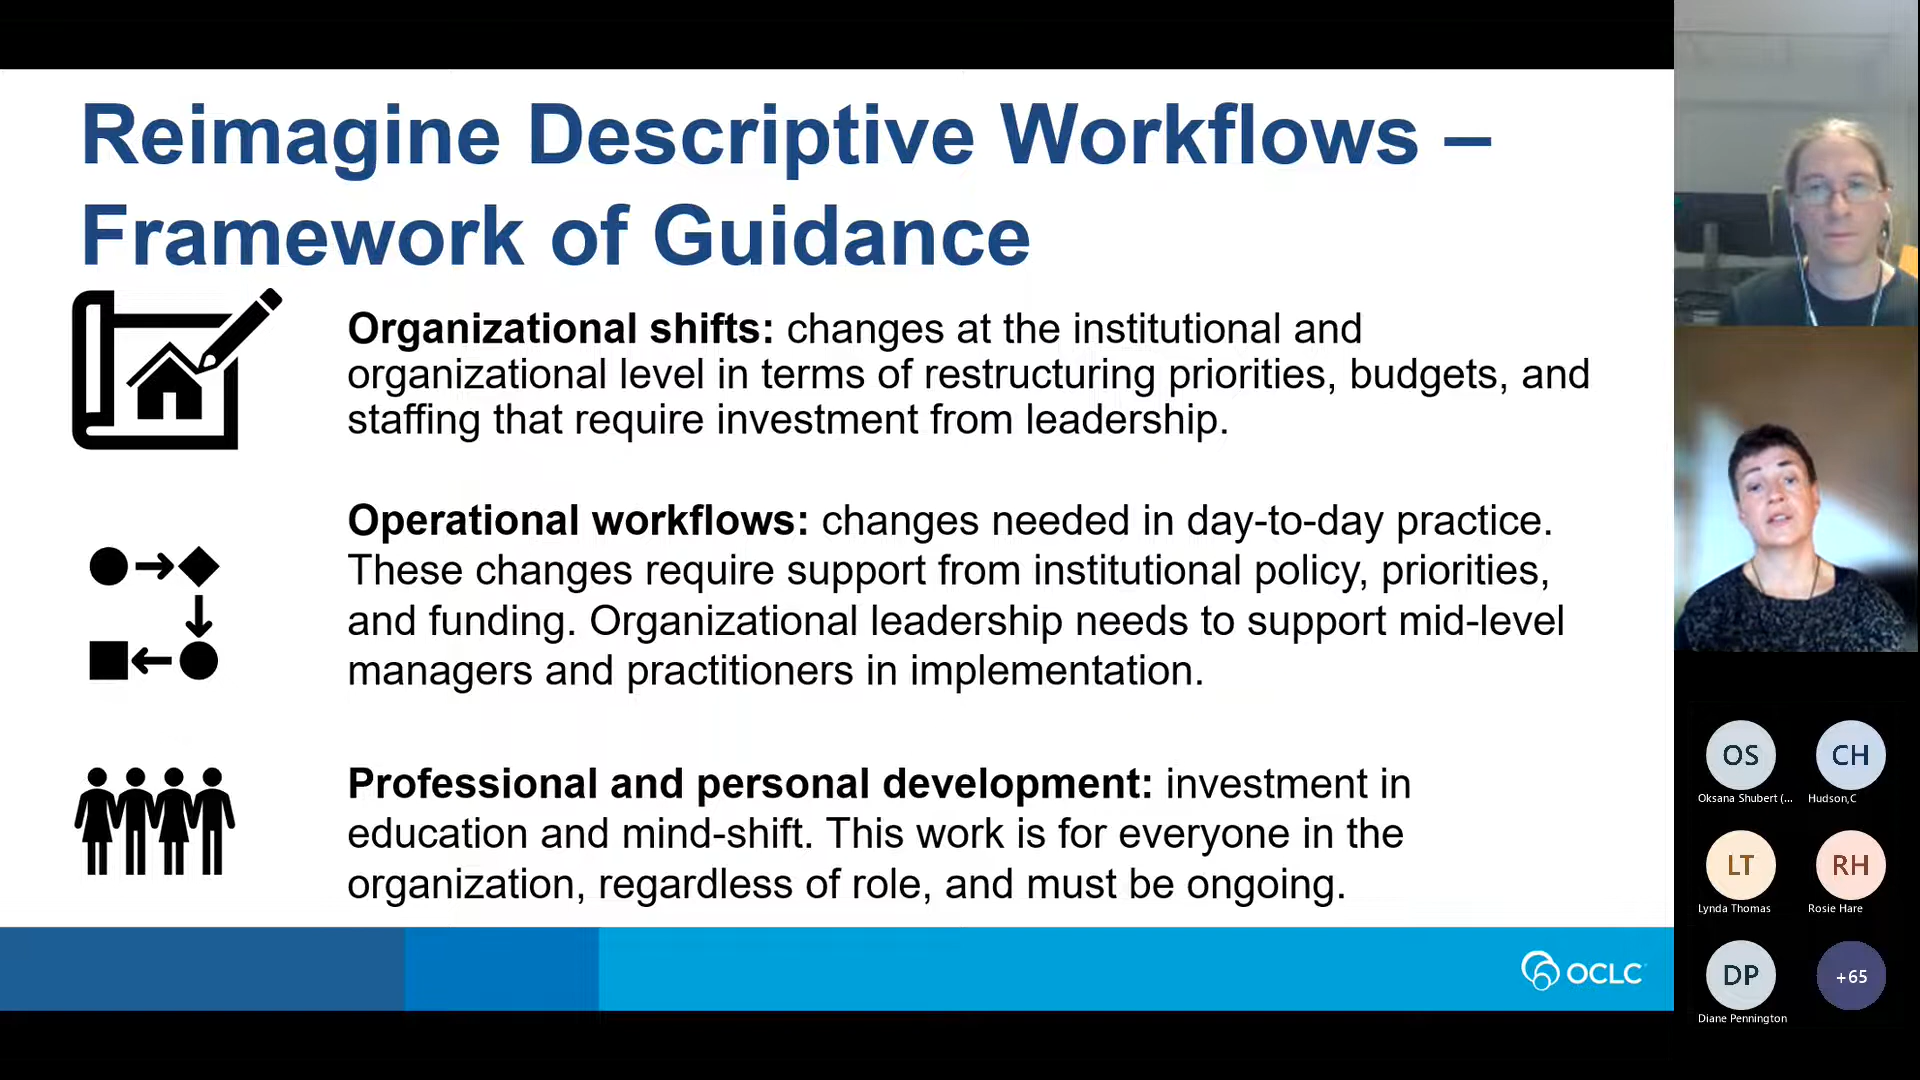 Reimagine Descriptive Workflows –
Framework of Guidance
Organizational shifts: changes at the institutional and
organizational level in terms of restructuring priorities, budgets, and
staffing that require investment from leadership.
Operational workflows: changes needed in day-to-day practice.
These changes require support from institutional policy, priorities,
and funding. Organizational leadership needs to support mid-level
managers and practitioners in implementation.
Professional and personal development: investment in
education and mind-shift. This work is for everyone in the
organization, regardless of role, and must be ongoing.
OCLC
OS
CH
Oksana Shubert (...
Hudson,C
LT
RH
Lynda Thomas
Rosie Hare
DP
+65
Diane Pennington